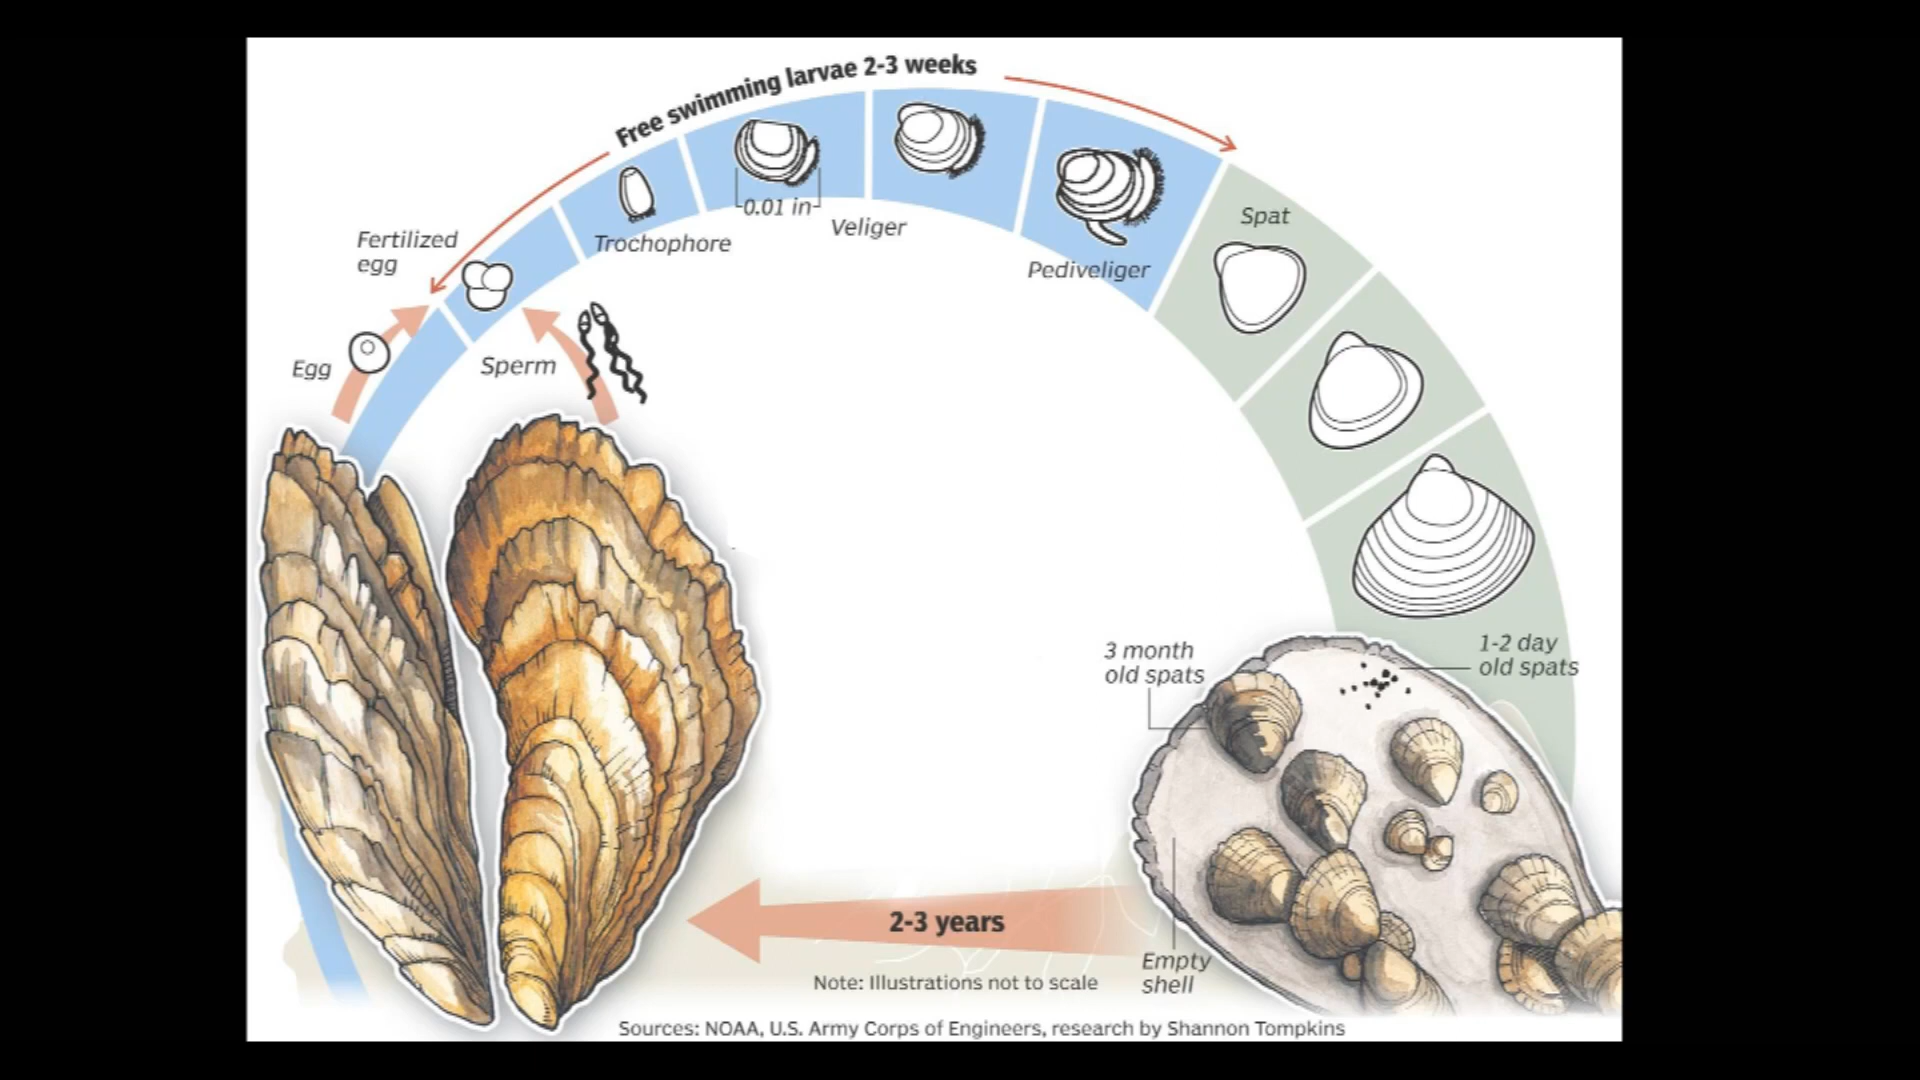 Free swimming larvae 2-3 weeks
Fertilized
egg
Egg
Sperm
Trochophore
0.01 in
Veliger
Pediveliger
Spat
1-2 day
old spats
3 month
old spats
Empty
shell
2-3 years
Note: Illustrations not to scale
Sources: NOAA, U.S. Army Corps of Engineers, research by Shannon Tompkins